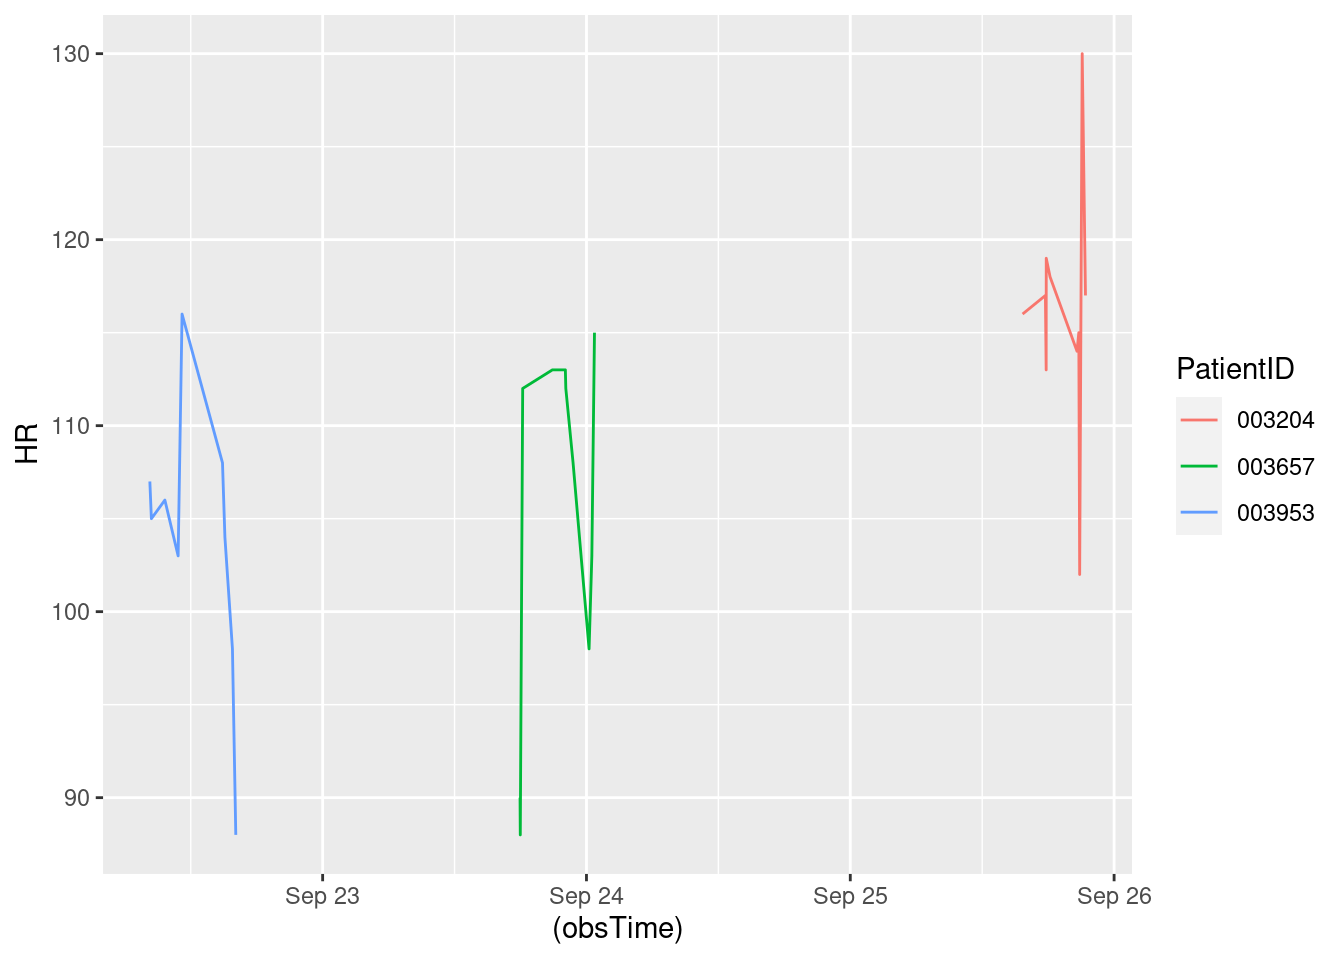 130
120
110
100
90
HR
Sep 23
Sep 24
Sep 25
Sep 26
(obsTime)
PatientID
003204
003657
003953